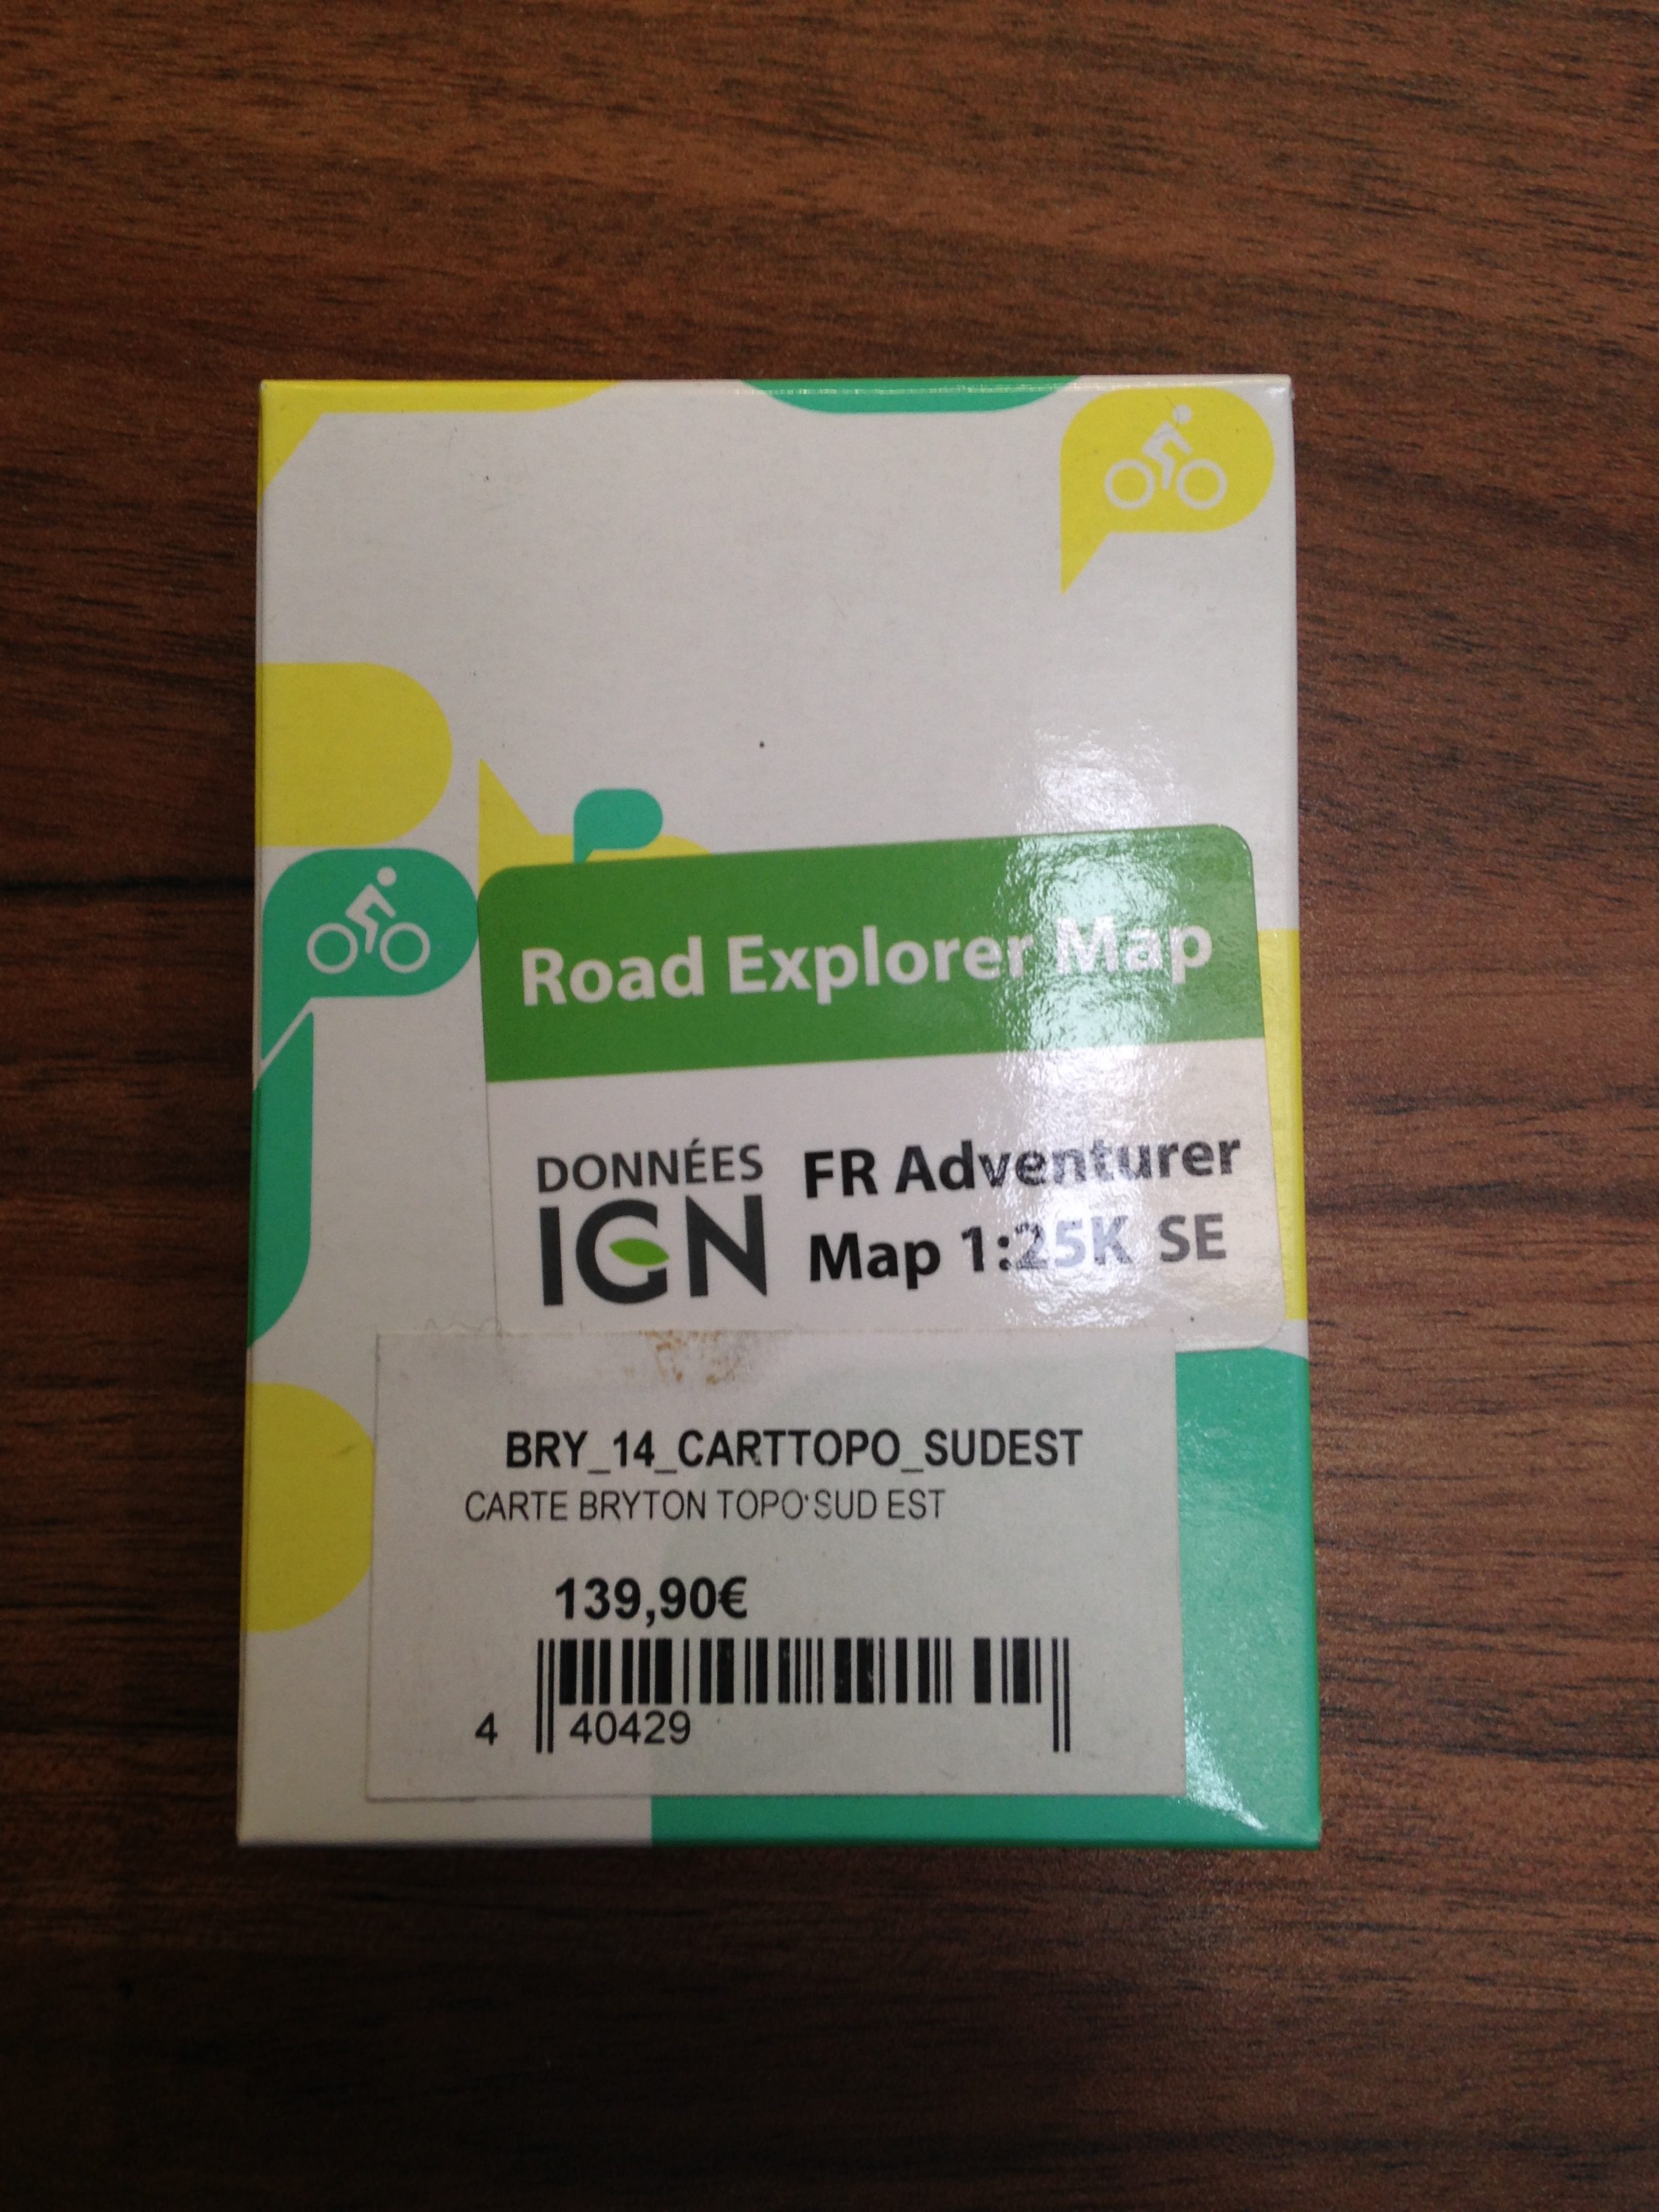 Road Explorer Map
DONNÉES
IGN
FR Adventurer
Map 1:25K SE
BRY_14_CARTTOPO_SUDEST
CARTE BRYTON TOPO SUD EST
139,90€
4 40429